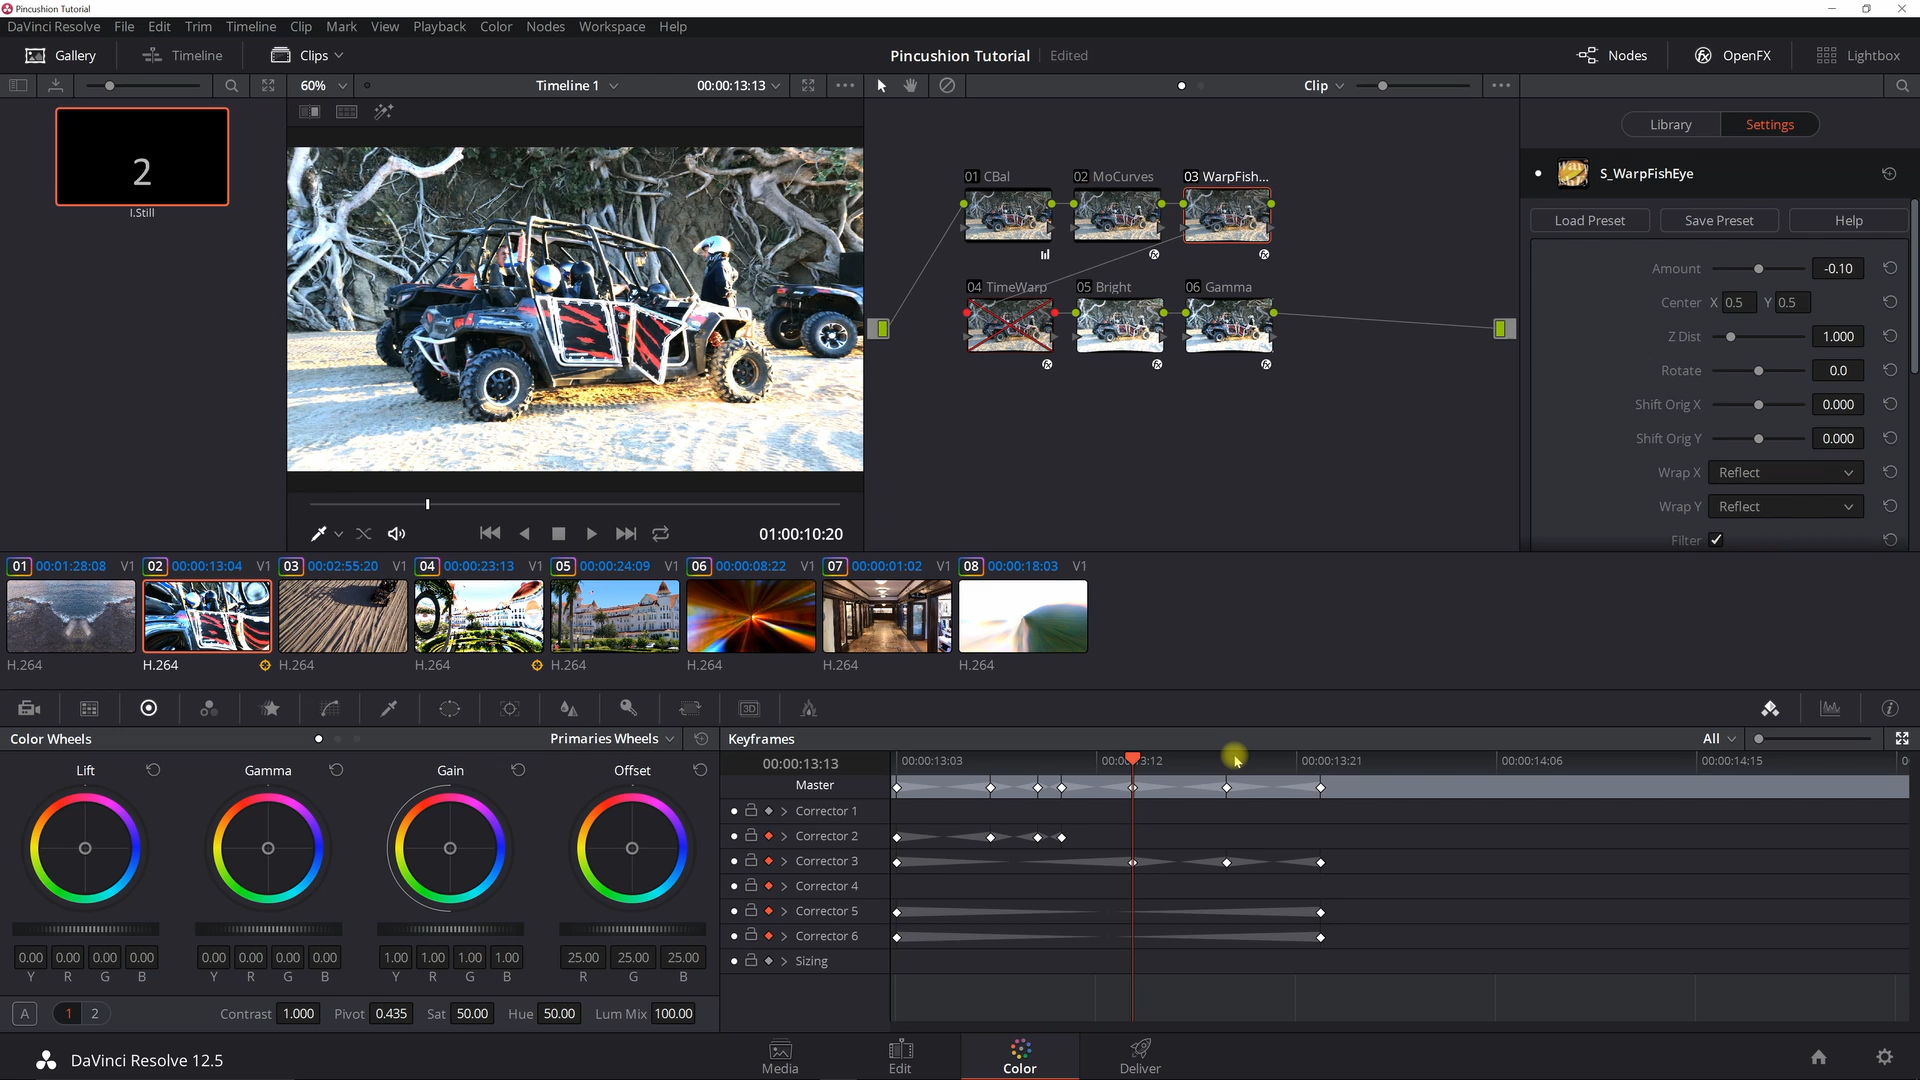 Pincushion Tutorial
DaVinci Resolve File Edit Trim Timeline Clip Mark View Playback Color Nodes Workspace Help
Gallery Timeline Clips Pincushion Tutorial Edited Nodes OpenFX Lightbox
60% Timeline 1 00:00:13:13 Clip
Library Settings
2
I.Still
S_WarpFishEye
Load Preset Save Preset Help
01 CBal 02 MoCurves 03 WarpFish...
04 TimeWarp 05 Bright 06 Gamma
Amount -0.10
Center X 0.5 Y 0.5
Z Dist 1.000
Rotate 0.0
Shift Orig X 0.000
Shift Orig Y 0.000
Wrap X Reflect
Wrap Y Reflect
Filter
01:00:10:20
01 00:01:28:08 V1 02 00:00:13:04 V1 03 00:02:55:20 V1 04 00:00:23:13 V1 05 00:00:24:09 V1 06 00:00:08:22 V1 07 00:00:01:02 V1 08 00:00:18:03 V1
H.264 H.264 H.264 H.264 H.264 H.264 H.264 H.264
3D
Color Wheels Primaries Wheels
Lift Gamma Gain Offset
0.00 0.00 0.00 0.00 0.00 0.00 0.00 0.00 1.00 1.00 1.00 1.00 25.00 25.00 25.00
Y R G B Y R G B Y R G B R G B
A 1 2 Contrast 1.000 Pivot 0.435 Sat 50.00 Hue 50.00 Lum Mix 100.00
Keyframes All
00:00:13:13 00:00:13:03 00:00:13:12 00:00:13:21 00:00:14:06 00:00:14:15
Master
Corrector 1
Corrector 2
Corrector 3
Corrector 4
Corrector 5
Corrector 6
Sizing
DaVinci Resolve 12.5
Media Edit Color Deliver